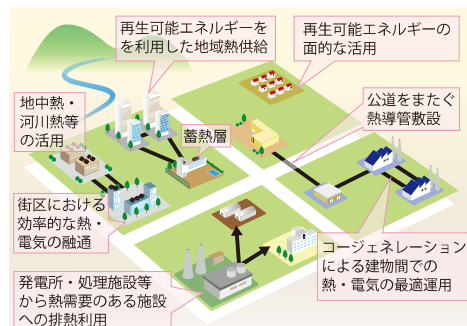 再生可能エネルギーを
を利用した地域熱供給
再生可能エネルギーの
面的な活用
地中熱・
河川熱等
の活用
蓄熱層
公道をまたぐ
熱導管敷設
街区における
効率的な熱・
電気の融通
コージェネレーション
による建物間での
熱・電気の最適運用
発電所・処理施設等
から熱需要のある施設
への排熱利用